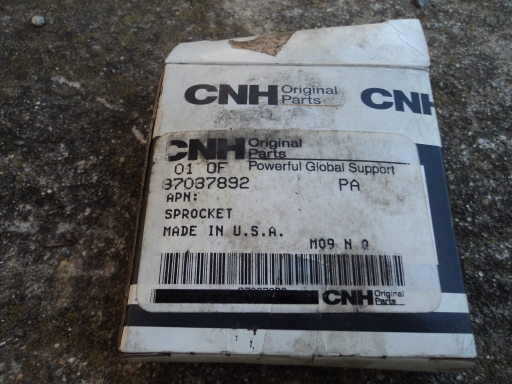 CNH Original Parts
CNH
CNH Original Parts
01 OF Powerful Global Support
87037892 PA
APN:
SPROCKET
MADE IN U.S.A.
M09 N Q
CNH Original Parts